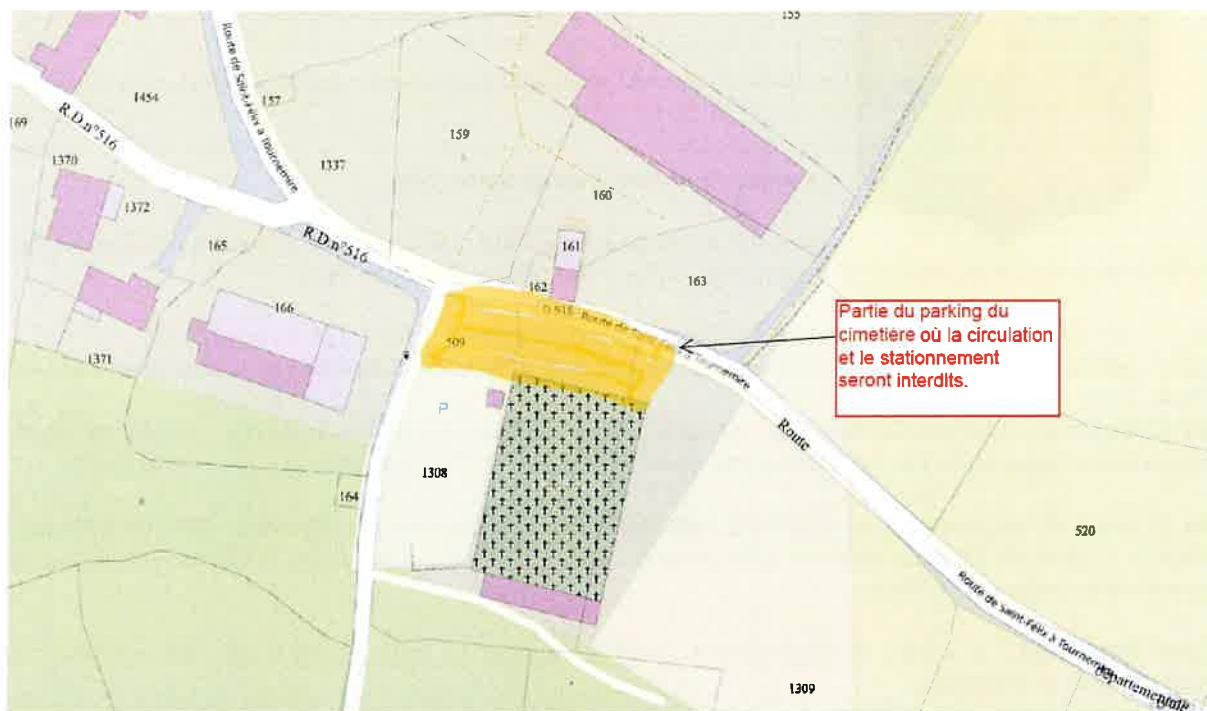 155
Route de Saint-Félix à Tournemire
1454
157
169
R.D.n°516
159
1370
1337
1372
160
165
R.D.n°516
161
162
163
166
Partie du parking du
cimetière où la circulation
et le stationnement
seront interdits.
509
1371
P
Route
1308
164
520
Route de Saint-Félix à Tournemire
départementale
1309